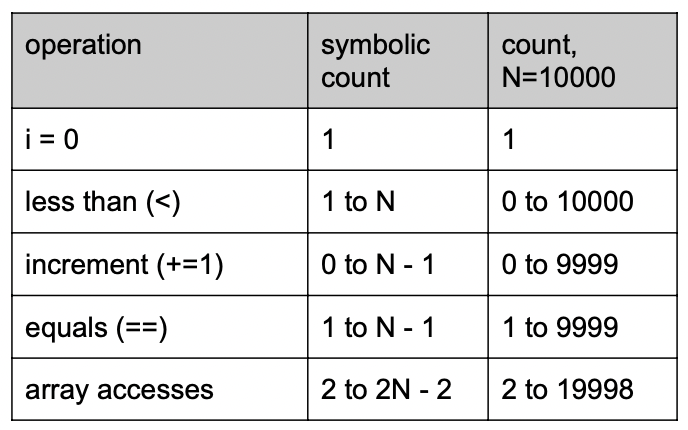 operation
symbolic count
count, N=10000
i = 0
1
1
less than (<)
1 to N
0 to 10000
increment (+=1)
0 to N - 1
0 to 9999
equals (==)
1 to N - 1
1 to 9999
array accesses
2 to 2N - 2
2 to 19998